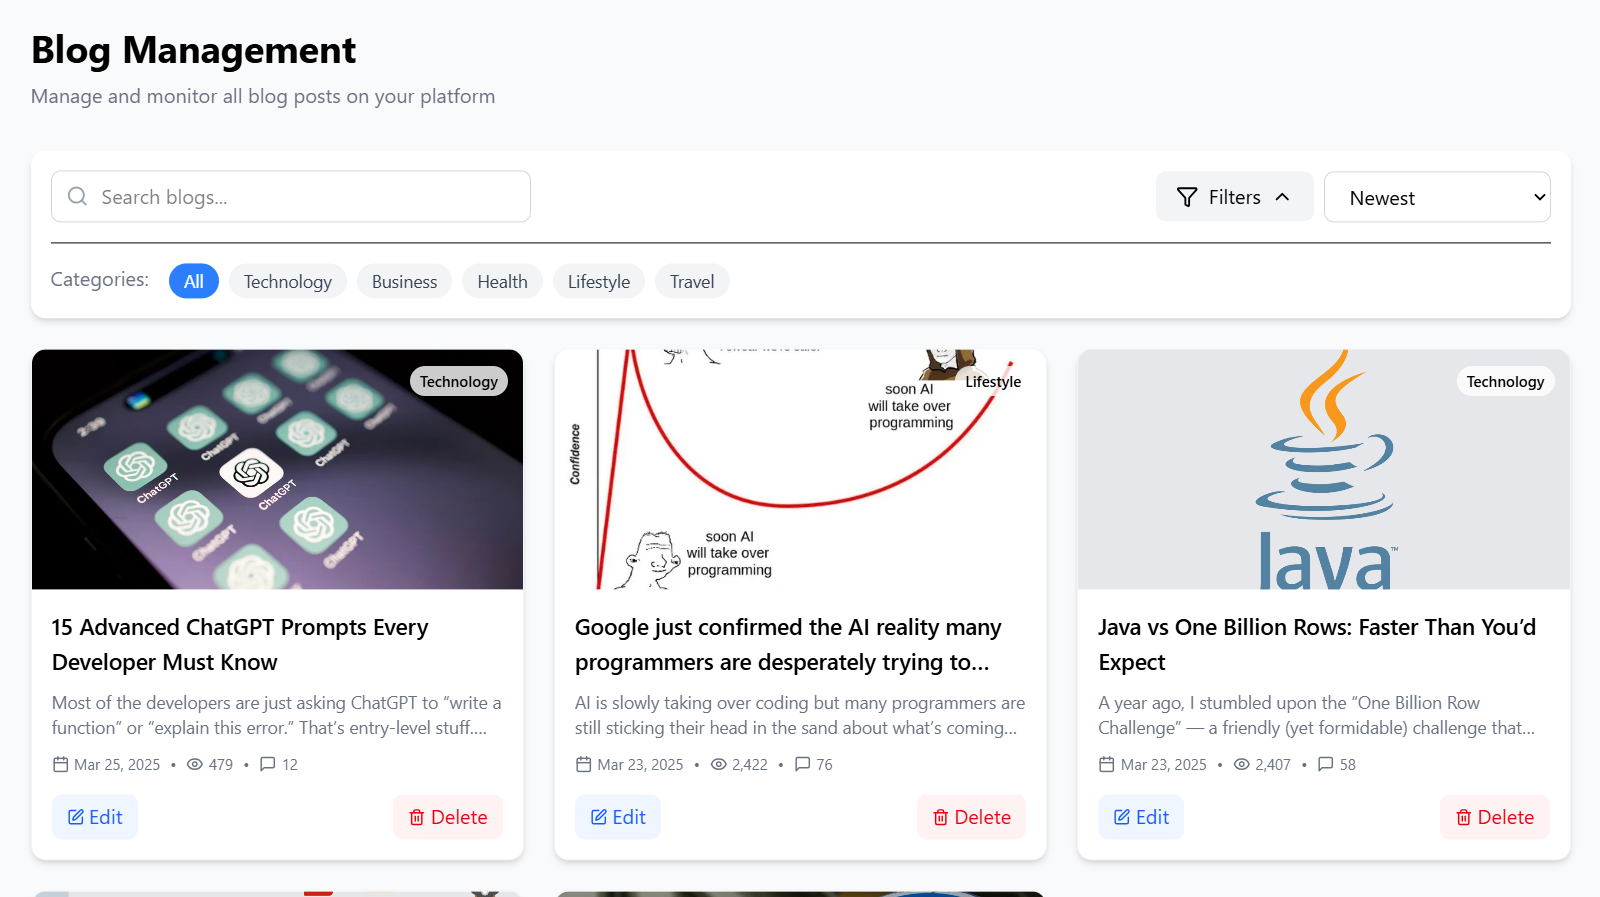 Blog Management
Manage and monitor all blog posts on your platform
Search blogs...
Filters
Newest
Categories:
All
Technology
Business
Health
Lifestyle
Travel
2:30
ChatGPT
ChatGPT
ChatGPT
ChatGPT
ChatGPT
ChatGPT
ChatGPT
Technology
Confidence
soon AI
will take over
programming
soon AI
will take over
programming
Lifestyle
Java™
Technology
15 Advanced ChatGPT Prompts Every
Developer Must Know
Most of the developers are just asking ChatGPT to “write a
function” or “explain this error.” That’s entry-level stuff....
Mar 25, 2025 • 479 • 12
Edit
Delete
Google just confirmed the AI reality many
programmers are desperately trying to...
AI is slowly taking over coding but many programmers are
still sticking their head in the sand about what’s coming...
Mar 23, 2025 • 2,422 • 76
Edit
Delete
Java vs One Billion Rows: Faster Than You’d
Expect
A year ago, I stumbled upon the “One Billion Row
Challenge” — a friendly (yet formidable) challenge that...
Mar 23, 2025 • 2,407 • 58
Edit
Delete